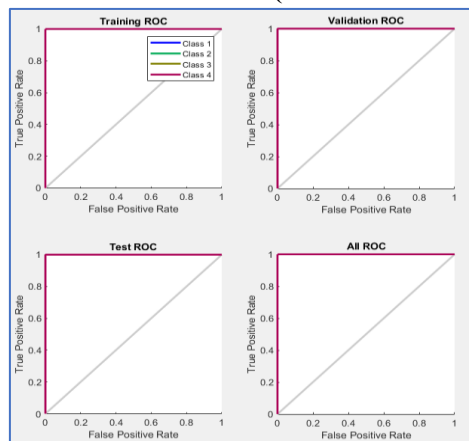 (
Training ROC
1
0.8
0.6
0.4
0.2
0
True Positive Rate
Class 1
Class 2
Class 3
Class 4
0 0.2 0.4 0.6 0.8 1
False Positive Rate
Validation ROC
1
0.8
0.6
0.4
0.2
0
True Positive Rate
0 0.2 0.4 0.6 0.8 1
False Positive Rate
Test ROC
1
0.8
0.6
0.4
0.2
0
True Positive Rate
0 0.2 0.4 0.6 0.8 1
False Positive Rate
All ROC
1
0.8
0.6
0.4
0.2
0
True Positive Rate
0 0.2 0.4 0.6 0.8 1
False Positive Rate